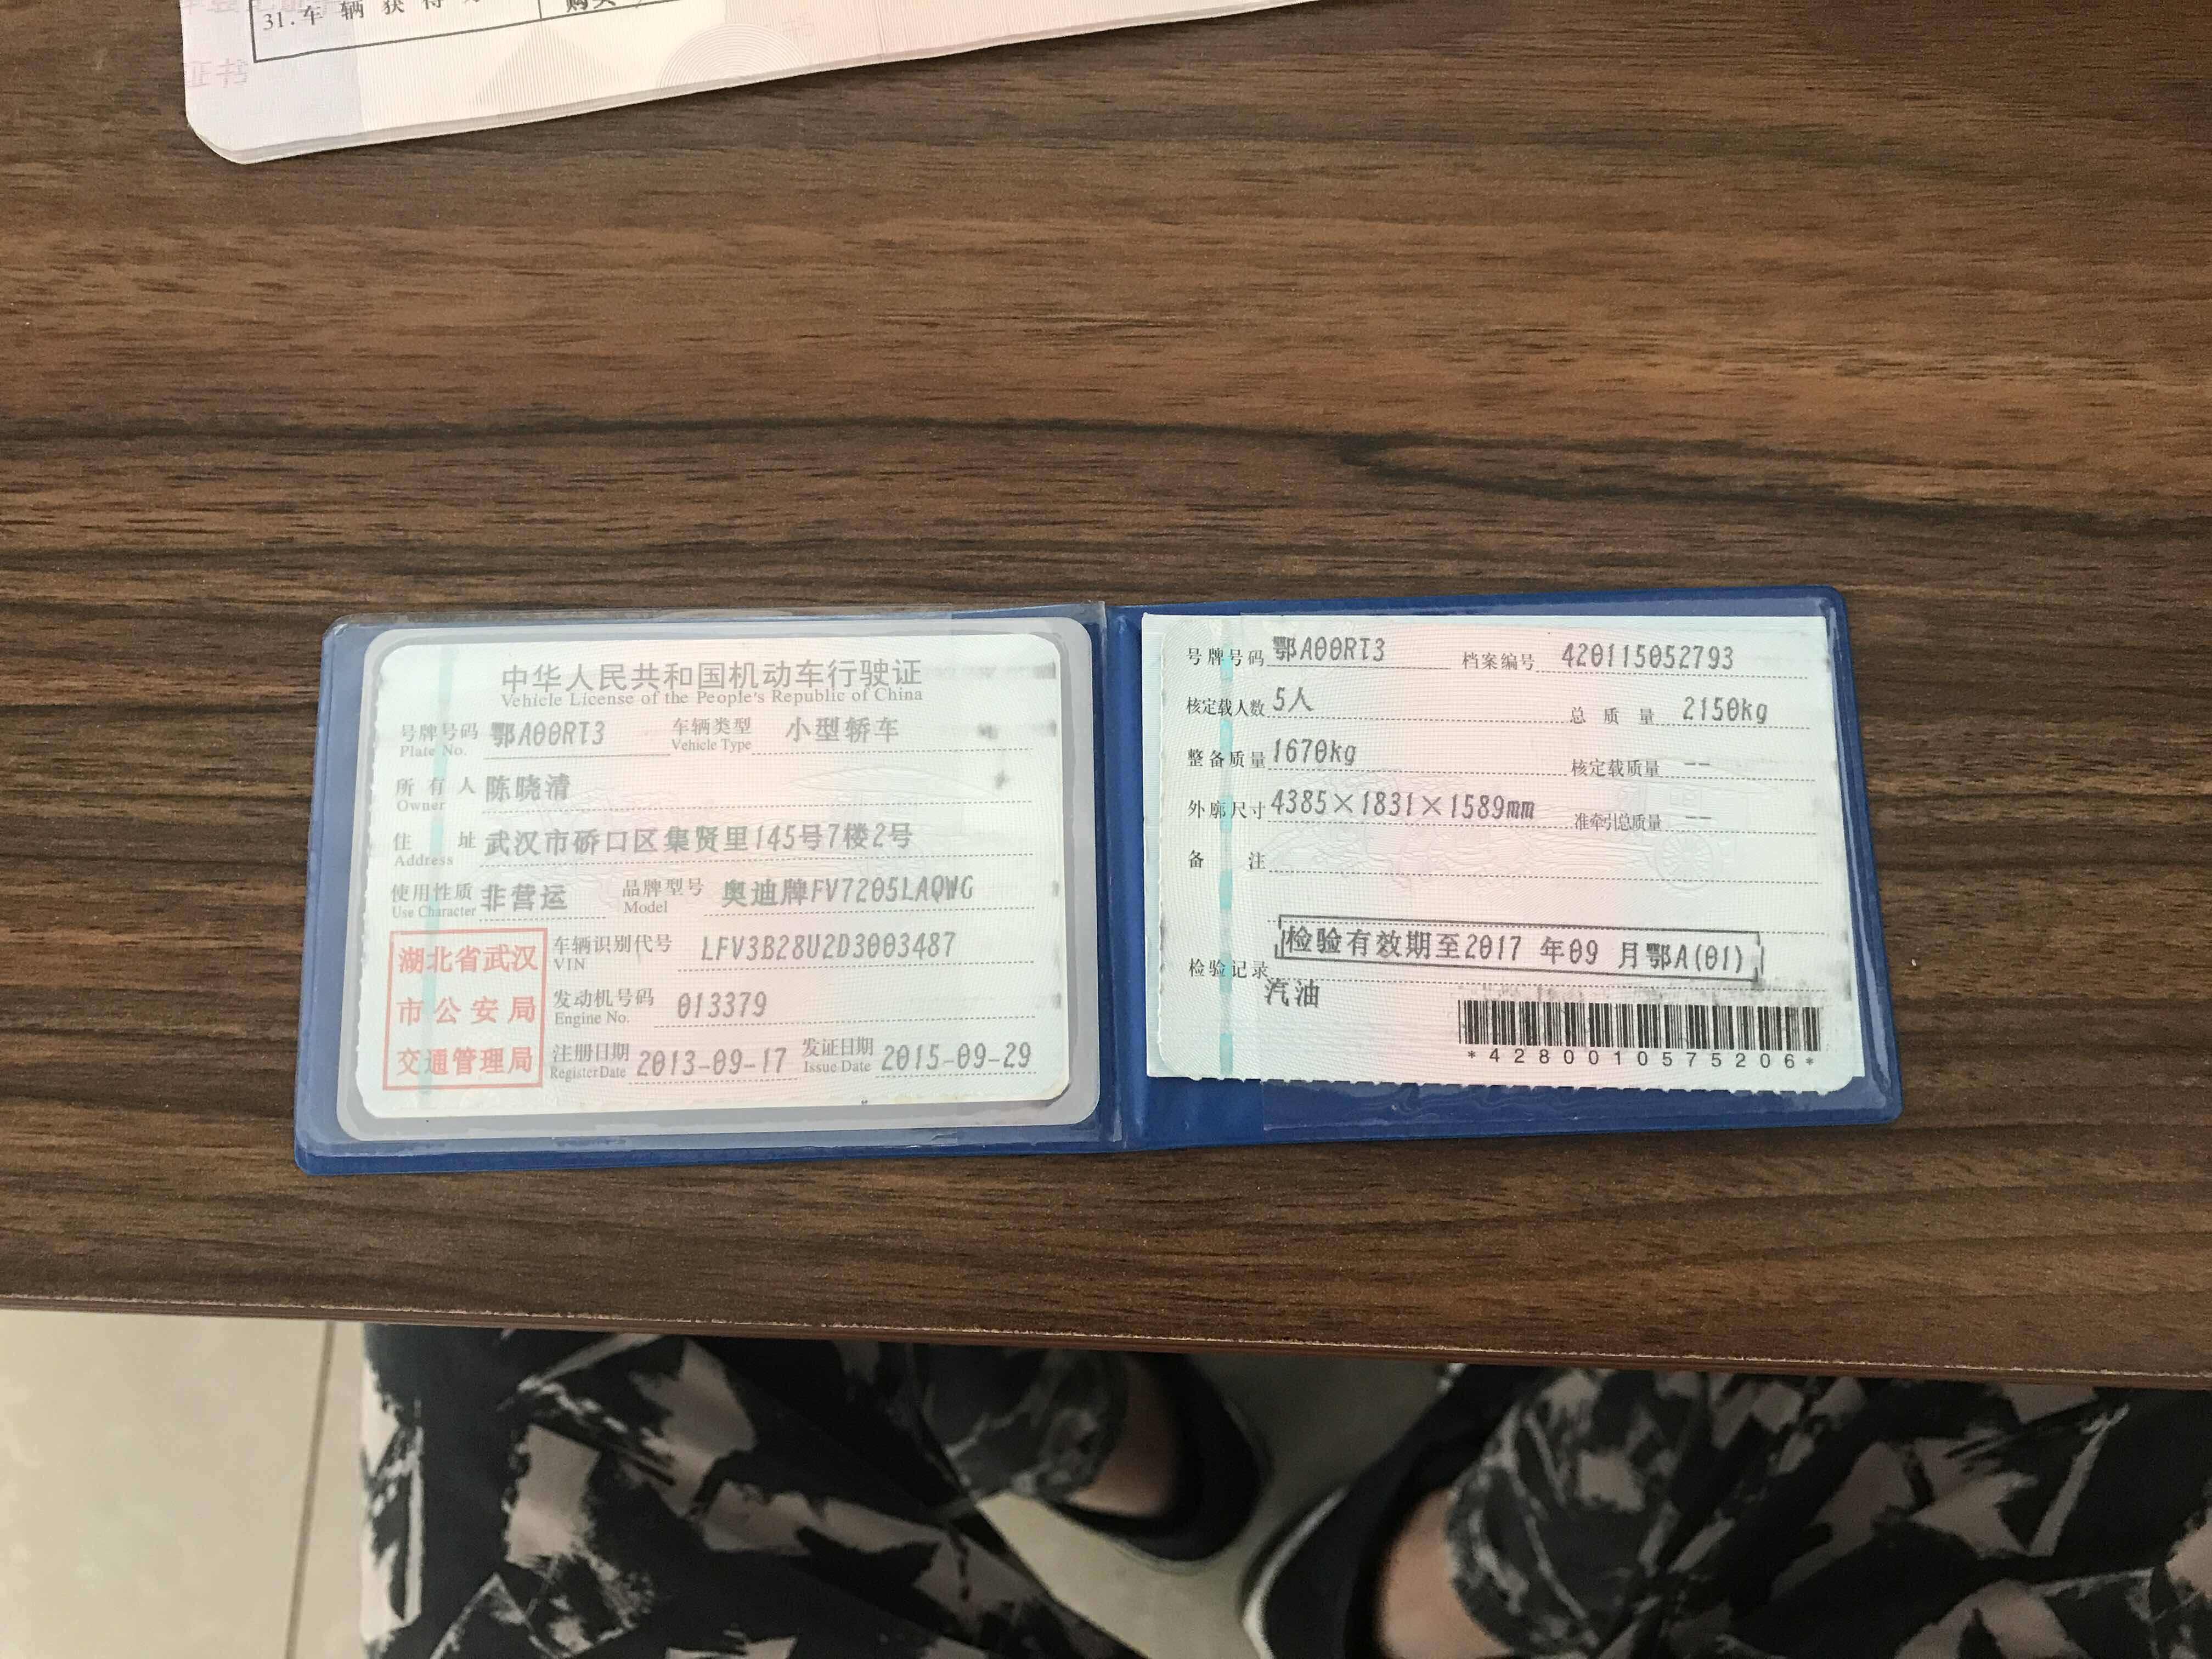 中华人民共和国机动车行驶证
Vehicle License of the People's Republic of China
号牌号码 鄂A00RT3 车辆类型 小型轿车
Plate No. Vehicle Type
所有人 陈晓清
Owner
住址 武汉市硚口区集贤里145号7楼2号
Address
使用性质 非营运 品牌型号 奥迪牌FV7205LAQWG
Use Character Model
湖北省武汉
市公安局
交通管理局
车辆识别代号 LFV3B28U2D3003487
VIN
发动机号码 013379
Engine No.
注册日期 2013-09-17 发证日期 2015-09-29
Register Date Issue Date
号牌号码 鄂A00RT3 档案编号 420115052793
核定载人数 5人 总质量 2150kg
整备质量 1670kg 核定载质量 --
外廓尺寸 4385×1831×1589mm 准牵引总质量 --
备注
检验有效期至2017年09月鄂A(01)
检验记录
汽油
*4280010575206*
31.车辆获得